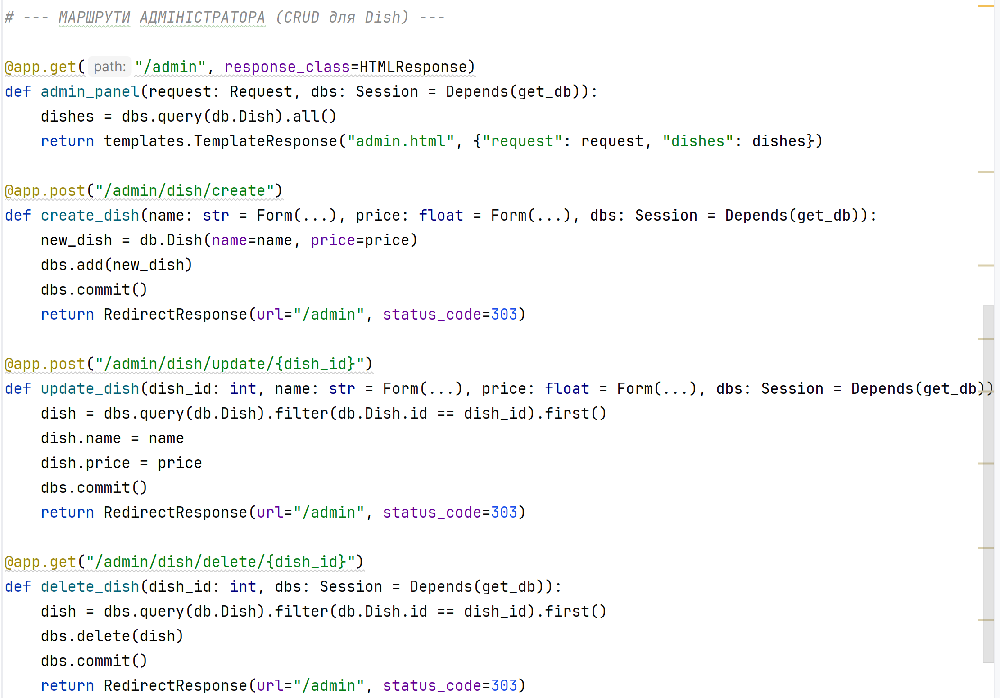 # --- МАРШРУТИ АДМІНІСТРАТОРА (CRUD для Dish) ---
@app.get( path: "/admin", response_class=HTMLResponse)
def admin_panel(request: Request, dbs: Session = Depends(get_db)):
    dishes = dbs.query(db.Dish).all()
    return templates.TemplateResponse("admin.html", {"request": request, "dishes": dishes})
@app.post("/admin/dish/create")
def create_dish(name: str = Form(...), price: float = Form(...), dbs: Session = Depends(get_db)):
    new_dish = db.Dish(name=name, price=price)
    dbs.add(new_dish)
    dbs.commit()
    return RedirectResponse(url="/admin", status_code=303)
@app.post("/admin/dish/update/{dish_id}")
def update_dish(dish_id: int, name: str = Form(...), price: float = Form(...), dbs: Session = Depends(get_db))
    dish = dbs.query(db.Dish).filter(db.Dish.id == dish_id).first()
    dish.name = name
    dish.price = price
    dbs.commit()
    return RedirectResponse(url="/admin", status_code=303)
@app.get("/admin/dish/delete/{dish_id}")
def delete_dish(dish_id: int, dbs: Session = Depends(get_db)):
    dish = dbs.query(db.Dish).filter(db.Dish.id == dish_id).first()
    dbs.delete(dish)
    dbs.commit()
    return RedirectResponse(url="/admin", status_code=303)